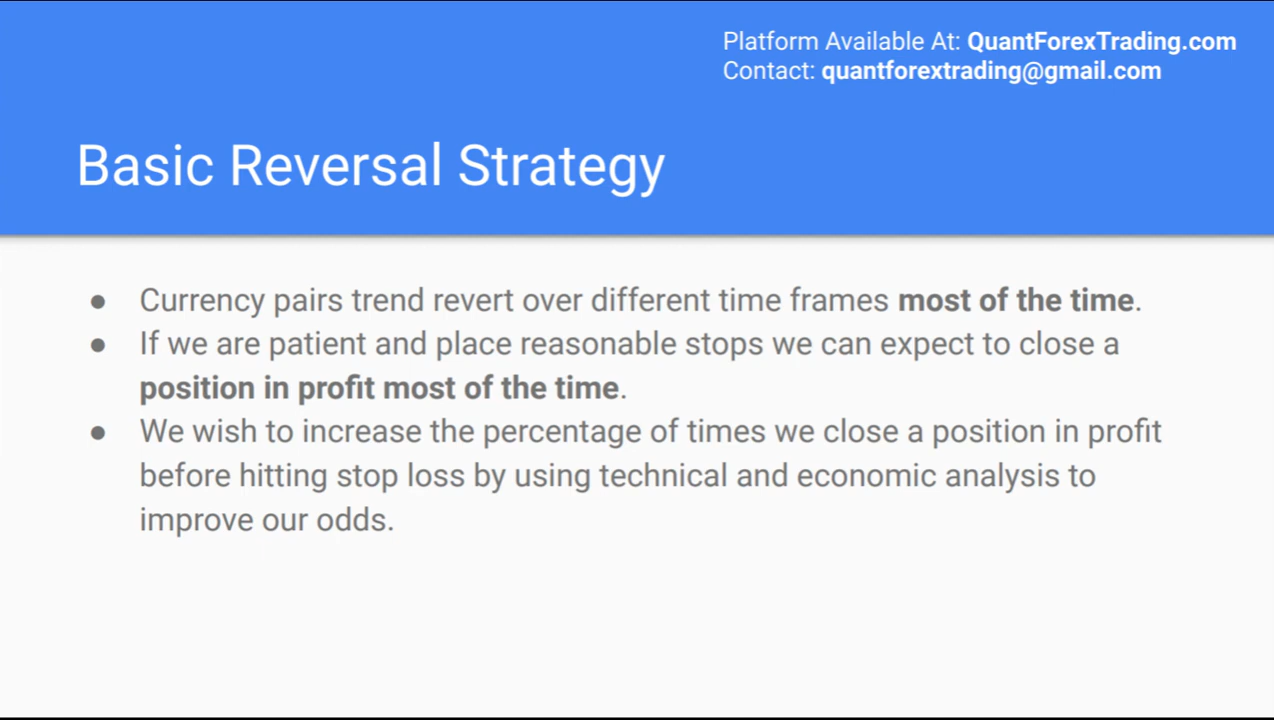 Platform Available At: QuantForexTrading.com
Contact: quantforextrading@gmail.com
Basic Reversal Strategy
● Currency pairs trend revert over different time frames most of the time.
● If we are patient and place reasonable stops we can expect to close a
position in profit most of the time.
● We wish to increase the percentage of times we close a position in profit
before hitting stop loss by using technical and economic analysis to
improve our odds.